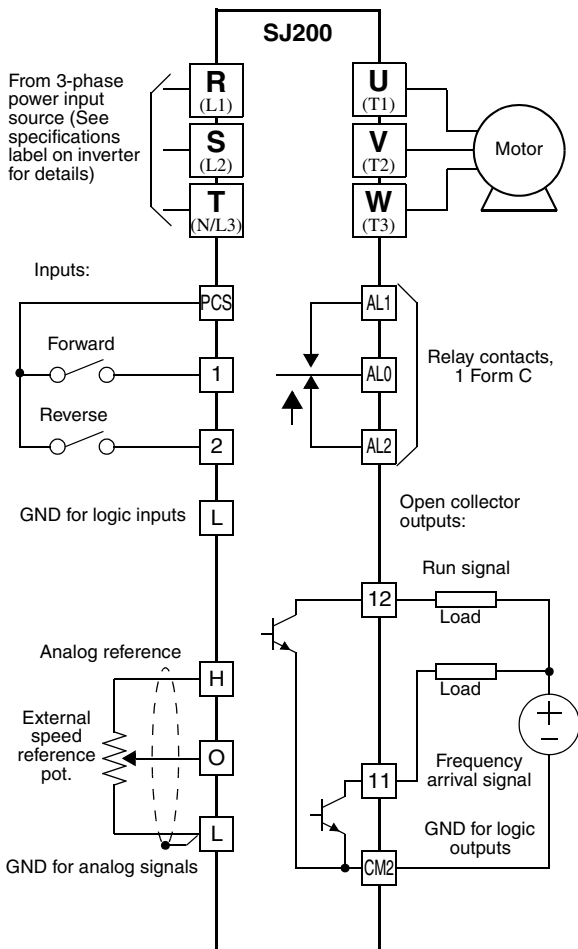 SJ200
From 3-phase
power input
source (See
specifications
label on inverter
for details)
R
(L1)
S
(L2)
T
(N/L3)
U
(T1)
V
(T2)
W
(T3)
Motor
Inputs:
PCS
Forward
1
Reverse
2
GND for logic inputs
L
AL1
AL0
AL2
Relay contacts,
1 Form C
Open collector
outputs:
Run signal
12
Load
Load
Analog reference
H
External
speed
reference
pot.
O
L
GND for analog signals
+
–
Frequency
arrival signal
11
GND for logic
outputs
CM2